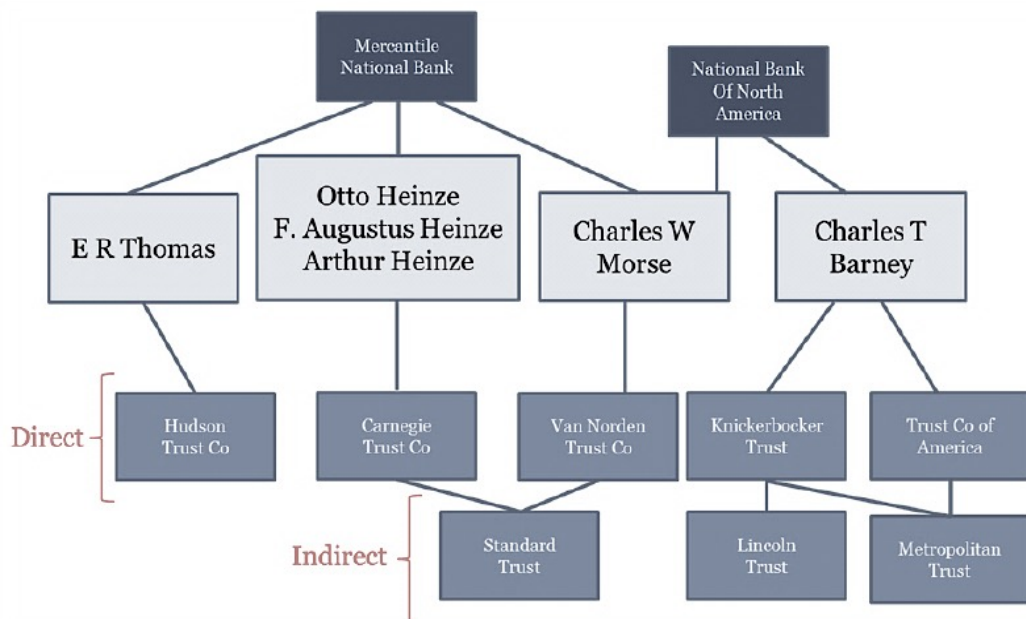 Mercantile
National Bank
National Bank
Of North
America
E R Thomas
Otto Heinze
F. Augustus Heinze
Arthur Heinze
Charles W
Morse
Charles T
Barney
Direct
Hudson
Trust Co
Carnegie
Trust Co
Van Norden
Trust Co
Knickerbocker
Trust
Trust Co of
America
Indirect
Standard
Trust
Lincoln
Trust
Metropolitan
Trust